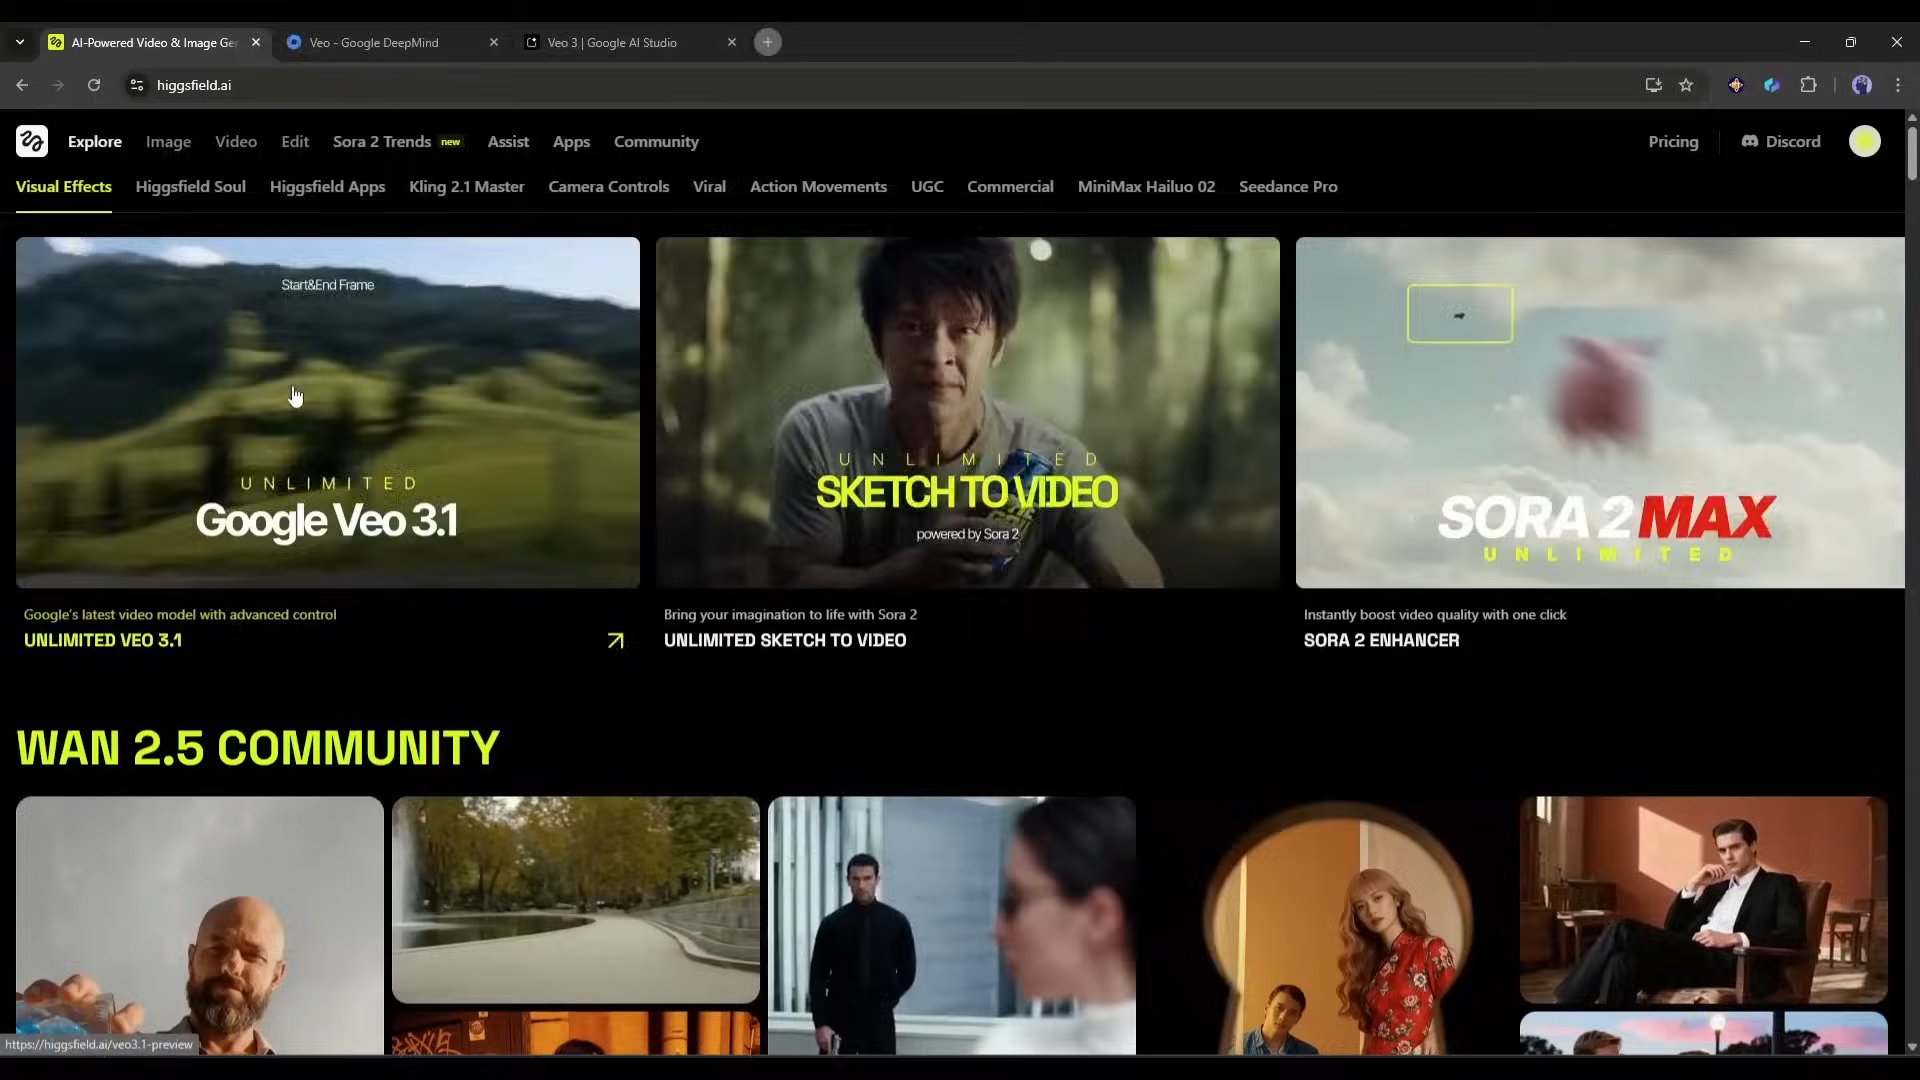 AI-Powered Video & Image Ge
Veo - Google DeepMind
Veo 3 | Google AI Studio
higgsfield.ai
Explore
Image
Video
Edit
Sora 2 Trends new
Assist
Apps
Community
Pricing
Discord
Visual Effects
Higgsfield Soul
Higgsfield Apps
Kling 2.1 Master
Camera Controls
Viral
Action Movements
UGC
Commercial
MiniMax Hailuo 02
Seedance Pro
Start&End Frame
UNLIMITED
Google Veo 3.1
Google's latest video model with advanced control
UNLIMITED VEO 3.1
UNLIMITED
SKETCH TO VIDEO
powered by Sora 2
Bring your imagination to life with Sora 2
UNLIMITED SKETCH TO VIDEO
SORA 2 MAX
UNLIMITED
Instantly boost video quality with one click
SORA 2 ENHANCER
WAN 2.5 COMMUNITY
https://higgsfield.ai/veo3.1-preview